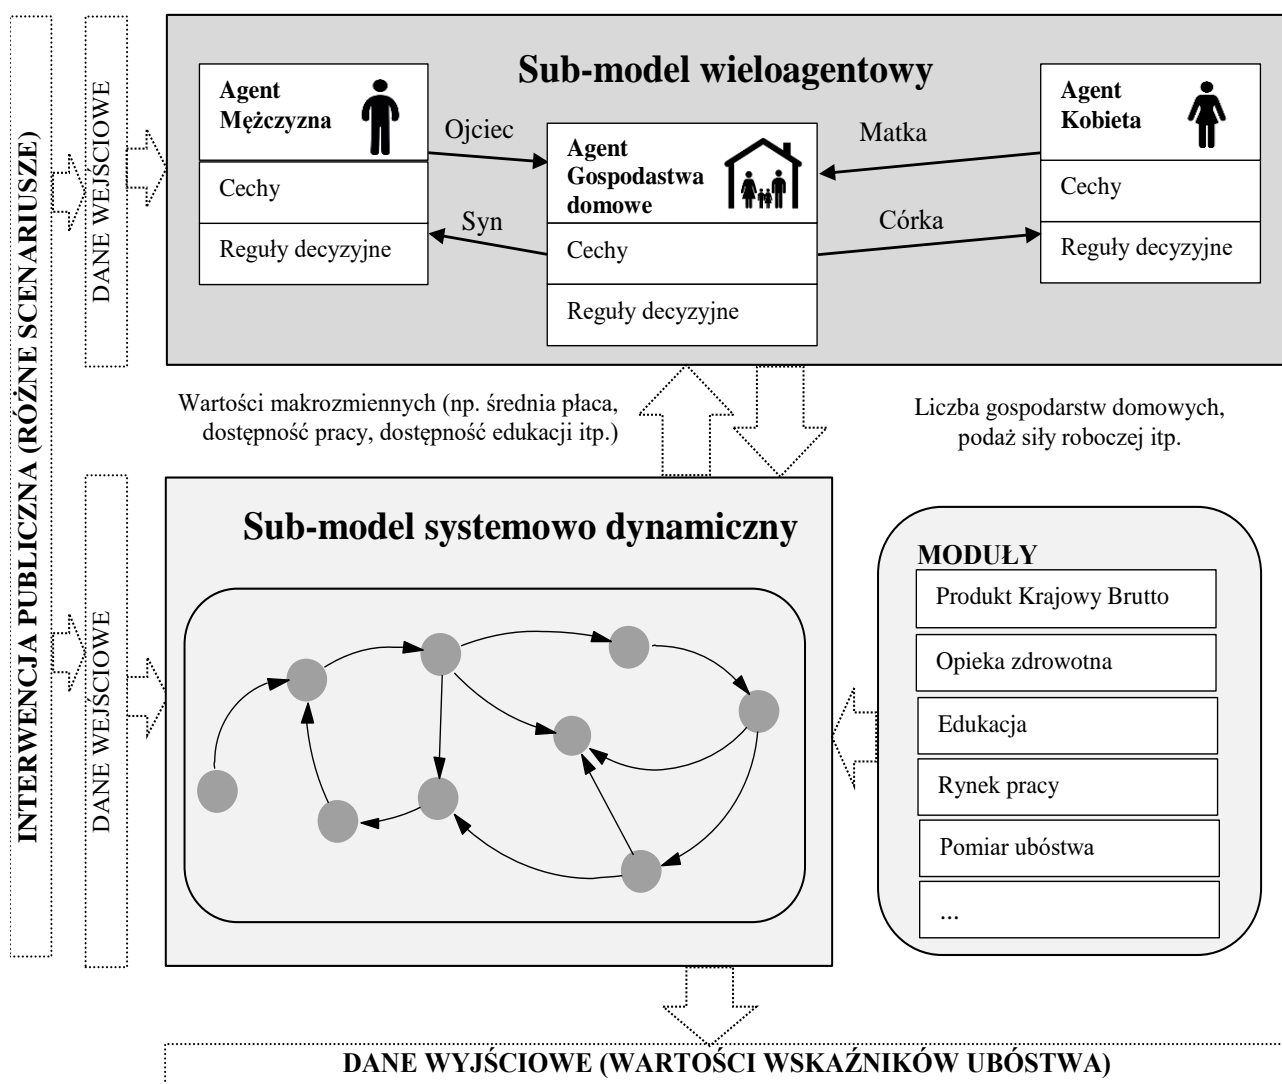 INTERWENCJA PUBLICZNA (RÓŻNE SCENARIUSZE)
DANE WEJSCIOWE
Sub-model wieloagentowy
Agent
Mężczyzna
Cechy
Reguły decyzyjne
Ojciec
Syn
Agent
Gospodastwa
domowe
Cechy
Reguły decyzyjne
Matka
Córka
Agent
Kobieta
Cechy
Reguły decyzyjne
Wartości makrozmiennych (np. średnia płaca,
dostępność pracy, dostępność edukacji itp.)
Liczba gospodarstw domowych,
podaż siły roboczej itp.
DANE WEJSCIOWE
Sub-model systemowo dynamiczny
MODUŁY
Produkt Krajowy Brutto
Opieka zdrowotna
Edukacja
Rynek pracy
Pomiar ubóstwa
...
DANE WYJŚCIOWE (WARTOŚCI WSKAŹNIKÓW UBÓSTWA)